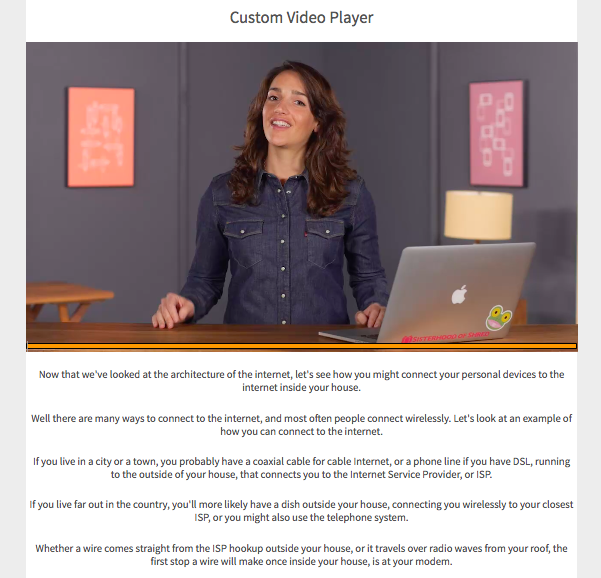 Custom Video Player
SISTERHOOD OF SHRED
Now that we've looked at the architecture of the internet, let's see how you might connect your personal devices to the
internet inside your house.
Well there are many ways to connect to the internet, and most often people connect wirelessly. Let's look at an example of
how you can connect to the internet.
If you live in a city or a town, you probably have a coaxial cable for cable Internet, or a phone line if you have DSL, running
to the outside of your house, that connects you to the Internet Service Provider, or ISP.
If you live far out in the country, you'll more likely have a dish outside your house, connecting you wirelessly to your closest
ISP, or you might also use the telephone system.
Whether a wire comes straight from the ISP hookup outside your house, or it travels over radio waves from your roof, the
first stop a wire will make once inside your house, is at your modem.